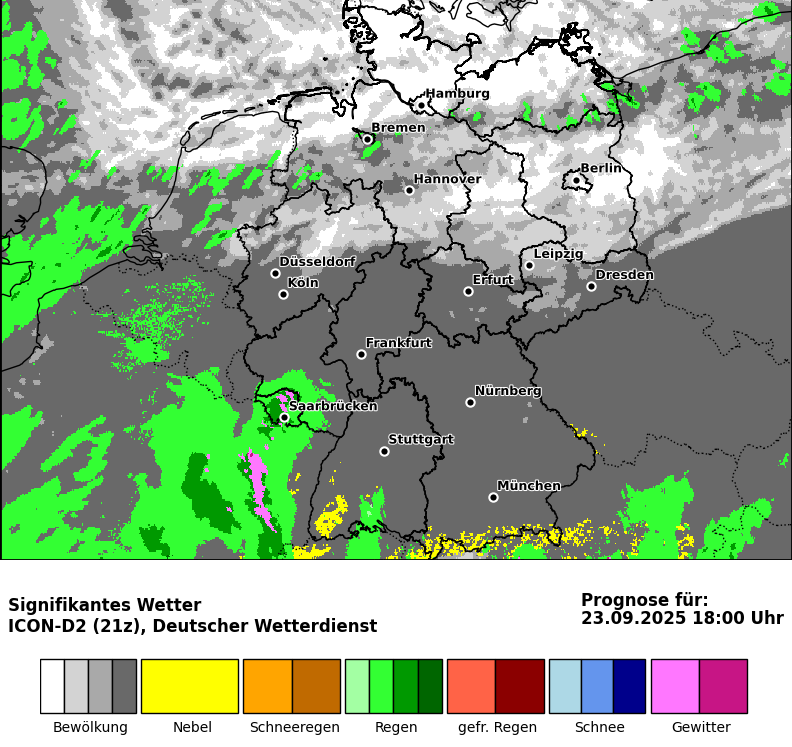 Hamburg
Bremen
Berlin
Hannover
Leipzig
Düsseldorf
Dresden
Köln
Erfurt
Frankfurt
Nürnberg
Saarbrücken
Stuttgart
München
Signifikantes Wetter
ICON-D2 (21z), Deutscher Wetterdienst
Prognose für:
23.09.2025 18:00 Uhr
Bewölkung
Nebel
Schneeregen
Regen
gefr. Regen
Schnee
Gewitter